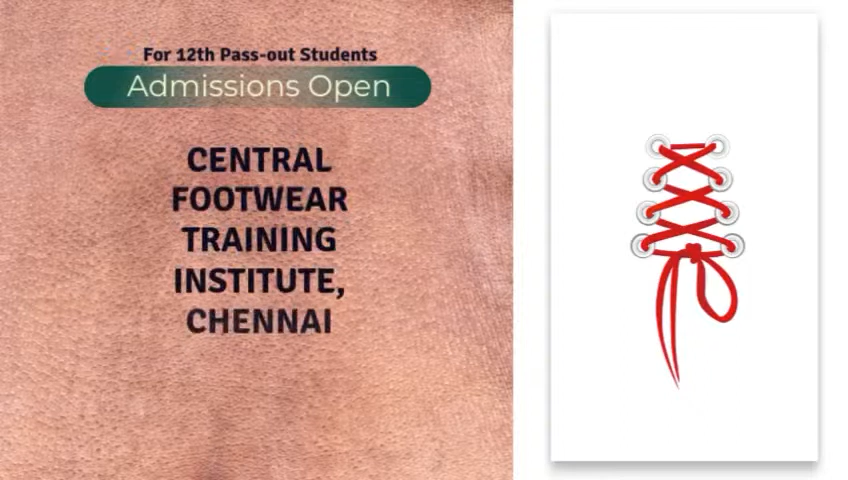 For 12th Pass-out Students
Admissions Open
CENTRAL
FOOTWEAR
TRAINING
INSTITUTE,
CHENNAI